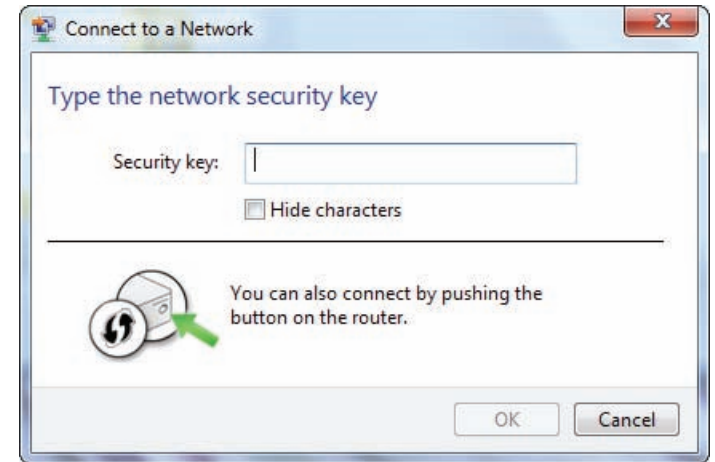 Connect to a Network
Type the network security key
Security key:
Hide characters
You can also connect by pushing the
button on the router.
OK
Cancel